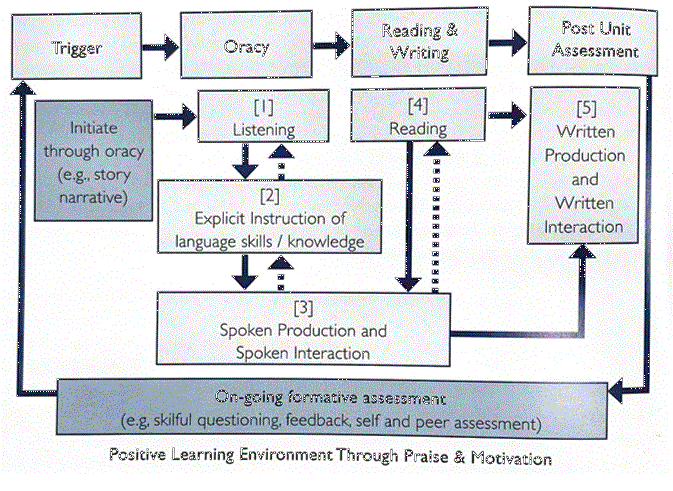 Trigger
Oracy
Reading &
Writing
Post Unit
Assessment
Initiate
through oracy
(e.g., story
narrative)
[1]
Listening
[4]
Reading
[5]
Written
Production
and
Written
Interaction
[2]
Explicit Instruction of
language skills / knowledge
[3]
Spoken Production and
Spoken Interaction
On-going formative assessment
(e.g, skilful questioning, feedback, self and peer assessment)
Positive Learning Environment Through Praise & Motivation